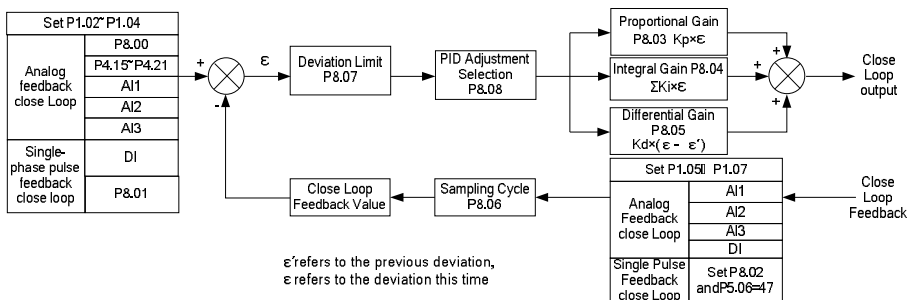 Set P1.02~P1.04
Analog
feedback
close Loop
P8.00
P4.15~P4.21
AI1
AI2
AI3
Single-
phase pulse
feedback
close loop
DI
P8.01
+
-
ε
Deviation Limit
P8.07
PID Adjustment
Selection
P8.08
Proportional Gain
P8.03 Kp×ε
Integral Gain P8.04
ΣKi×ε
Differential Gain
P8.05
Kd×(ε - ε′)
+
+
+
Close
Loop
output
Close Loop
Feedback Value
Sampling Cycle
P8.06
Set P1.05 P1.07
Analog
Feedback
close Loop
AI1
AI2
AI3
DI
Single Pulse
Feedback
close Loop
Set P8.02
andP5.06=47
Close
Loop
Feedback
ε′refers to the previous deviation,
ε refers to the deviation this time